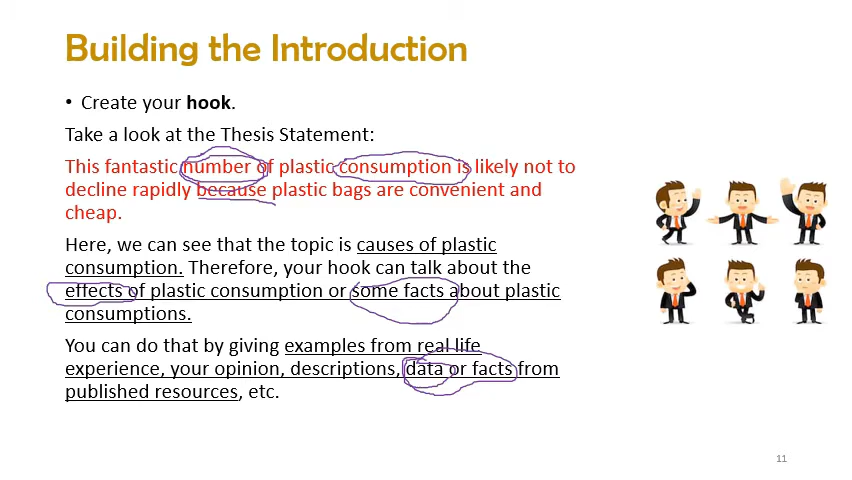 Building the Introduction
• Create your hook.
Take a look at the Thesis Statement:
This fantastic number of plastic consumption is likely not to
decline rapidly because plastic bags are convenient and
cheap.
Here, we can see that the topic is causes of plastic
consumption. Therefore, your hook can talk about the
effects of plastic consumption or some facts about plastic
consumptions.
You can do that by giving examples from real life
experience, your opinion, descriptions, data or facts from
published resources, etc.
11